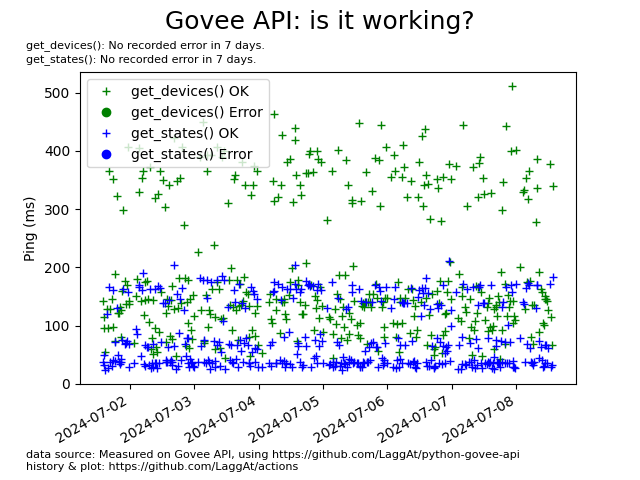 Govee API: is it working?
get_devices(): No recorded error in 7 days.
get_states(): No recorded error in 7 days.
get_devices() OK
get_devices() Error
get_states() OK
get_states() Error
Ping (ms)
500
400
300
200
100
0
2024-07-02
2024-07-03
2024-07-04
2024-07-05
2024-07-06
2024-07-07
2024-07-08
data source: Measured on Govee API, using https://github.com/LaggAt/python-govee-api
history & plot: https://github.com/LaggAt/actions